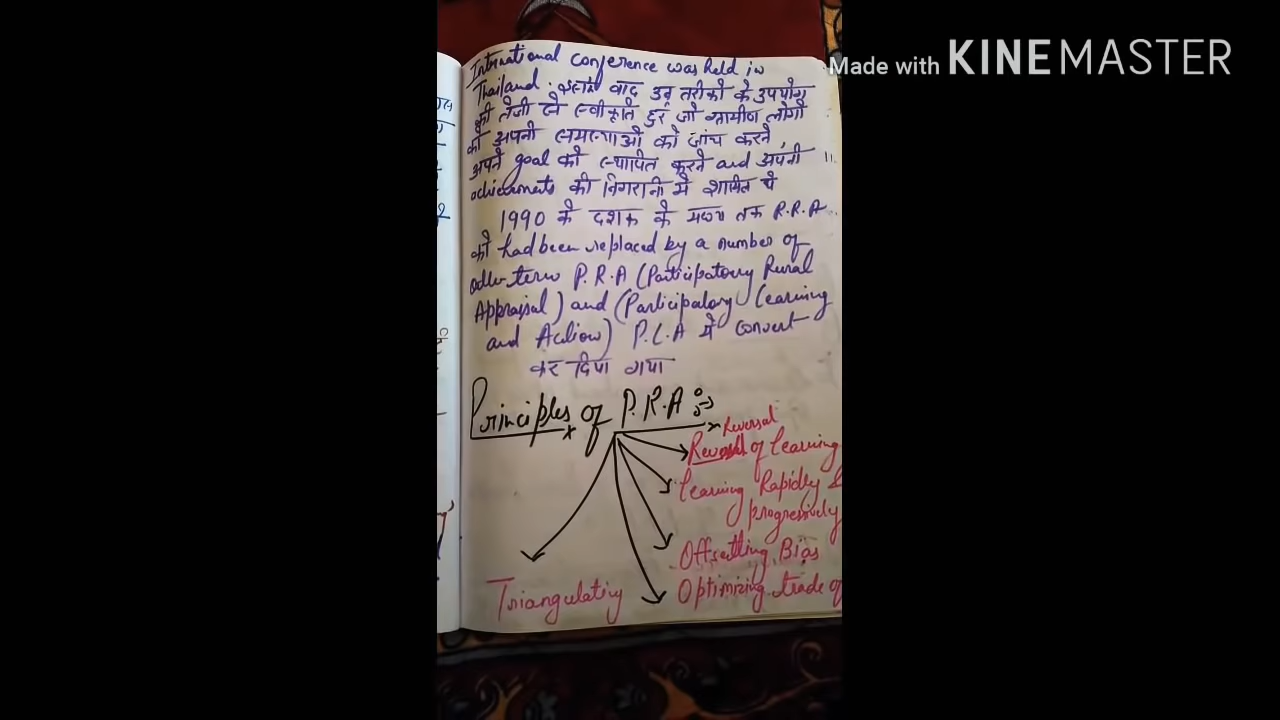 Made with KINEMASTER
International conference was held in
Thailand. इसके बाद उन तरीको के उपयोग
की तेजी से स्वीकृति हुई जो ग्रामीण लोगो
को अपनी समस्याओ को जांच करने,
अपने goal को स्थापित करने and अपनी
achievements की निगरानी मे शामिल थे
1990 के दशक के मध्य तक R.R.A
को had been replaced by a number of
other term P.R.A (Participatory Rural
Appraisal) and (Participatory Learning
and Action) P.L.A मे convert
कर दिया गया
Principles of P.R.A :→
Reversal
Reversal of learning
Learning Rapidly &
progressively
Offsetting Bias
Optimizing trade of
Triangulating